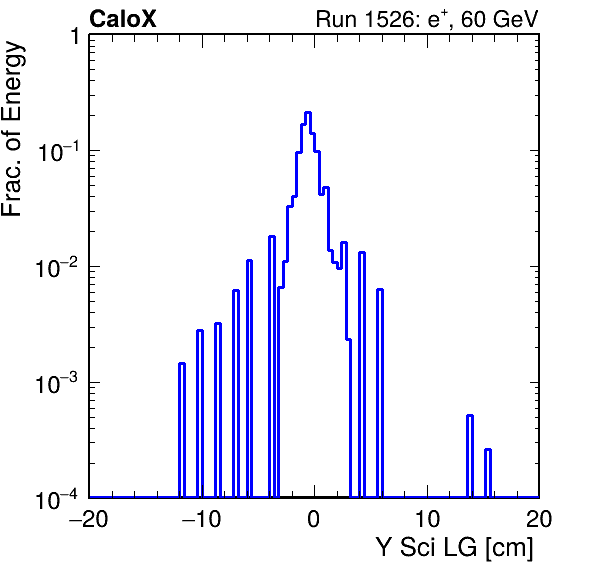 CaloX Run 1526: e⁺, 60 GeV
Frac. of Energy
1
10⁻¹
10⁻²
10⁻³
10⁻⁴
−20 −10 0 10 20
Y Sci LG [cm]